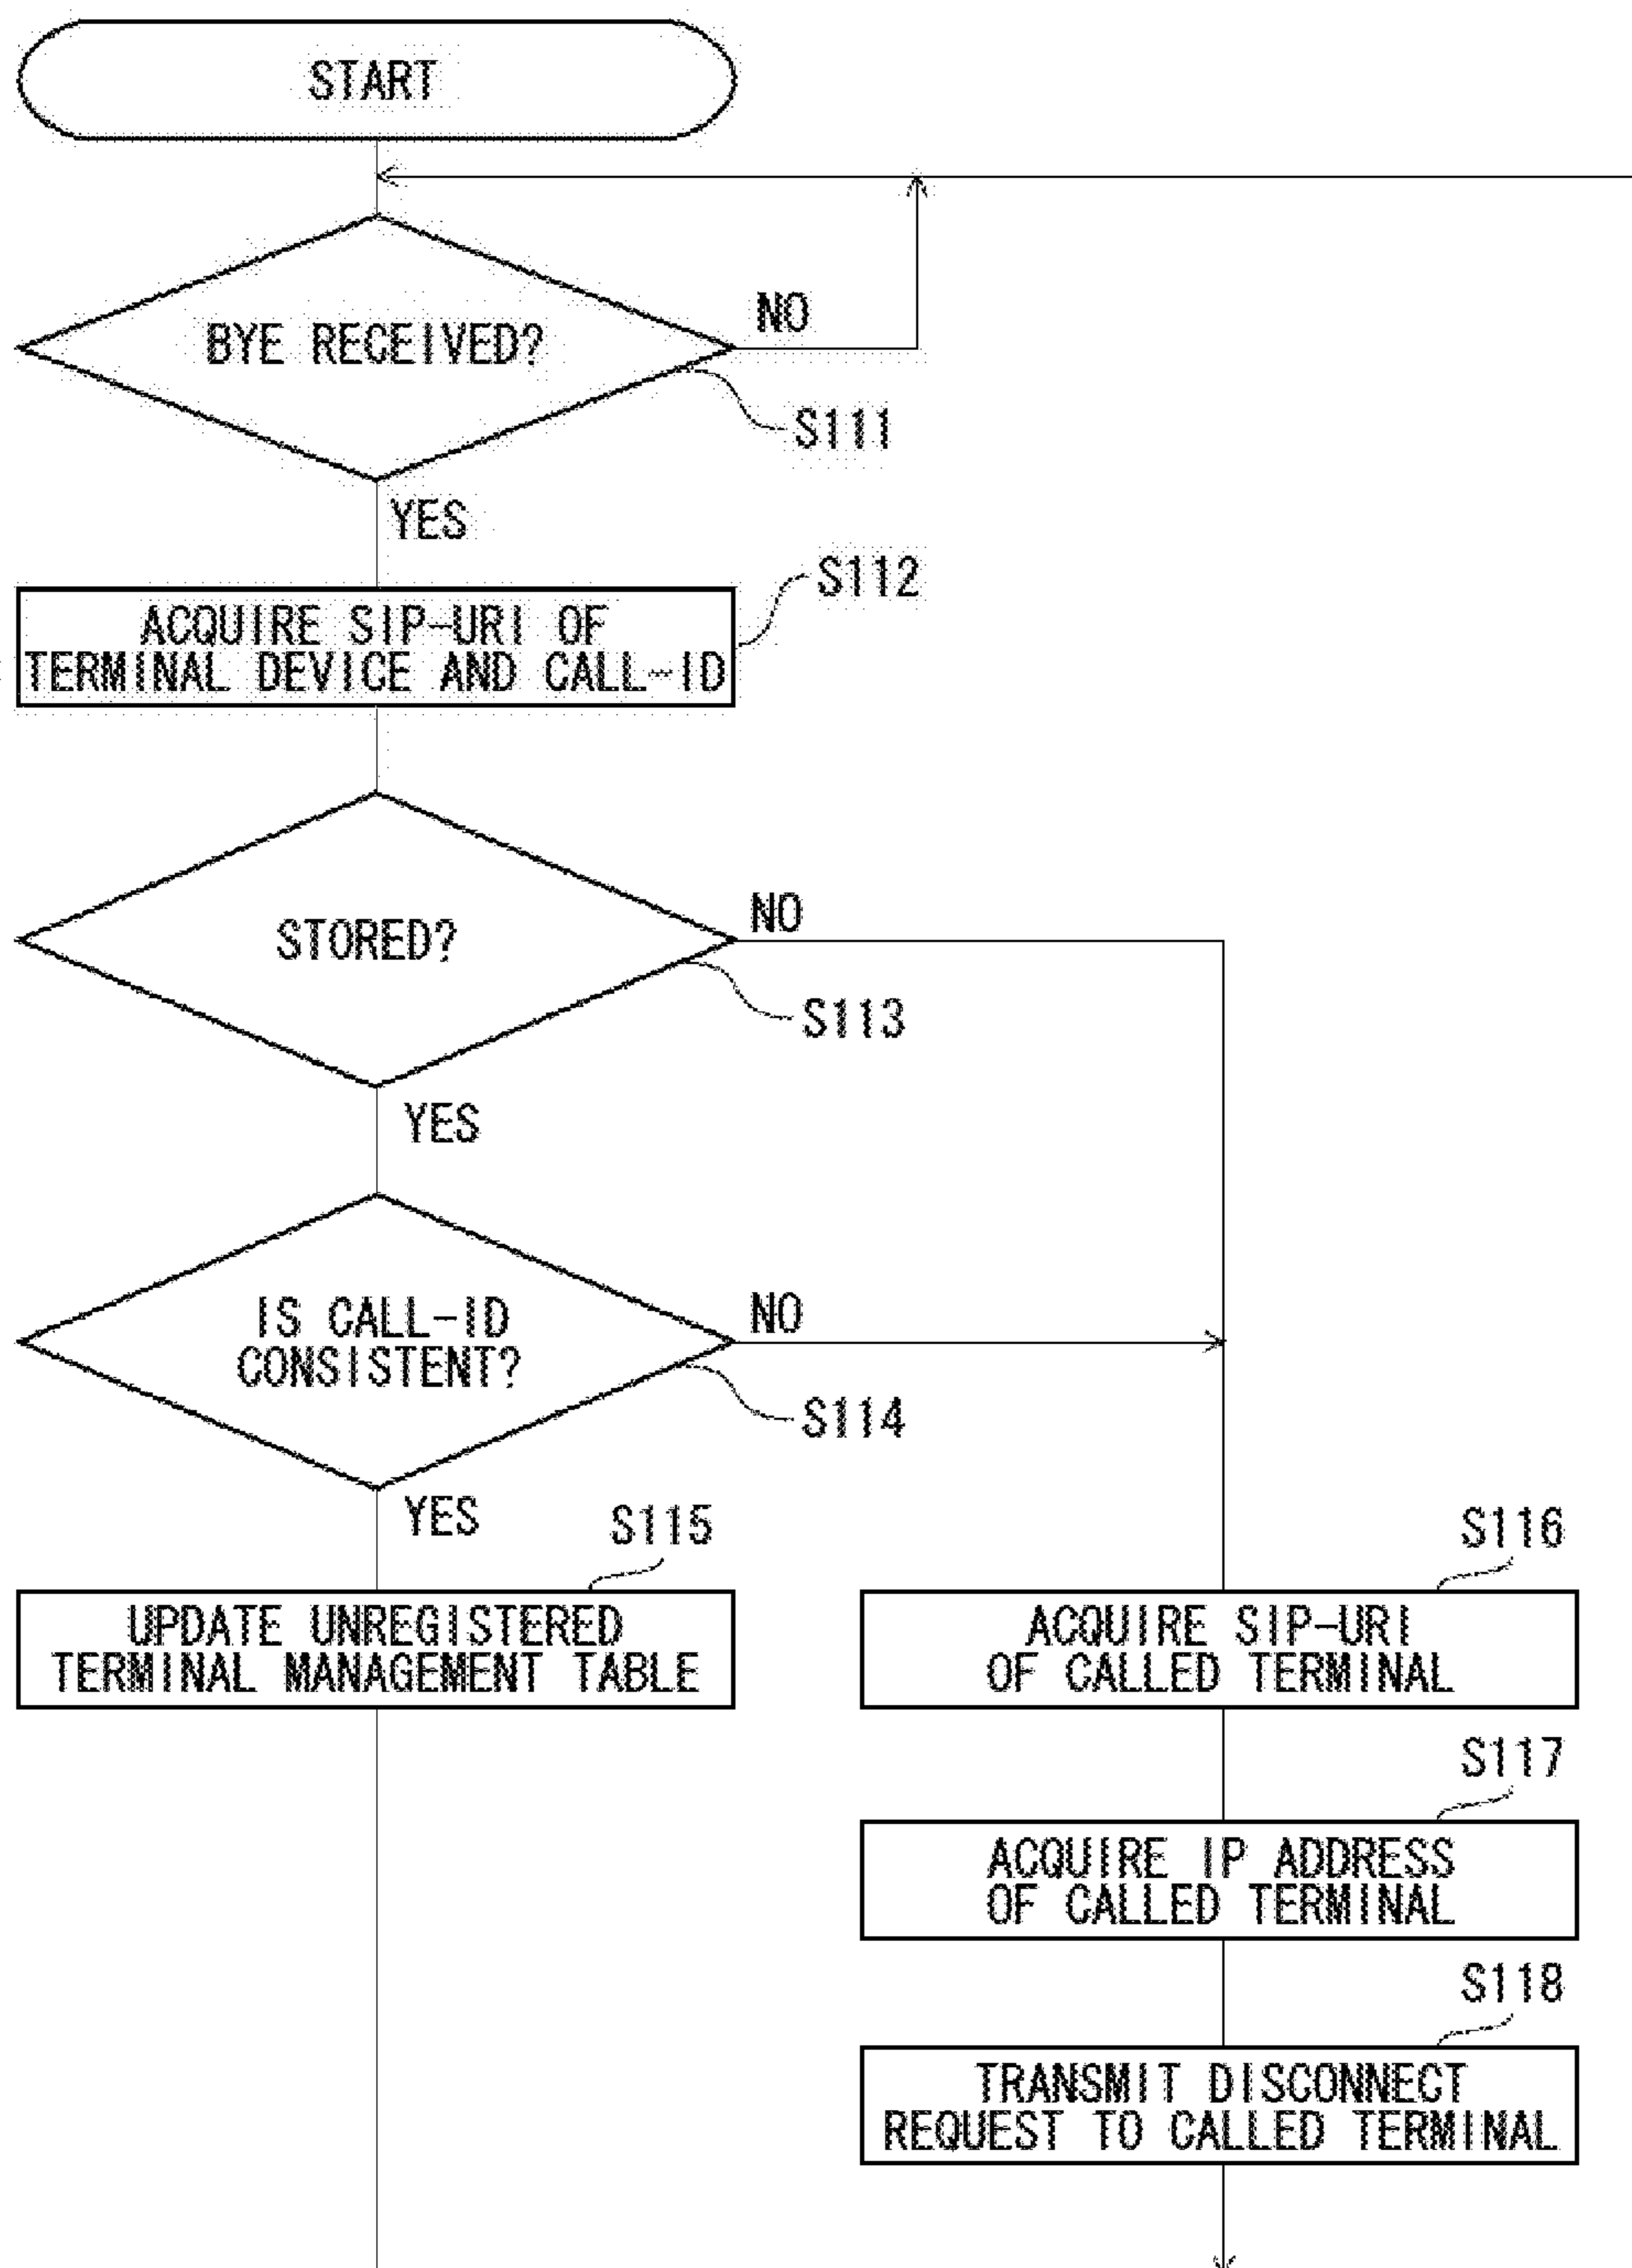 START
BYE RECEIVED?
NO
S111
YES
S112
ACQUIRE SIP-URI OF
TERMINAL DEVICE AND CALL-ID
STORED?
NO
S113
YES
IS CALL-ID
CONSISTENT?
NO
S114
YES
S115
UPDATE UNREGISTERED
TERMINAL MANAGEMENT TABLE
S116
ACQUIRE SIP-URI
OF CALLED TERMINAL
S117
ACQUIRE IP ADDRESS
OF CALLED TERMINAL
S118
TRANSMIT DISCONNECT
REQUEST TO CALLED TERMINAL